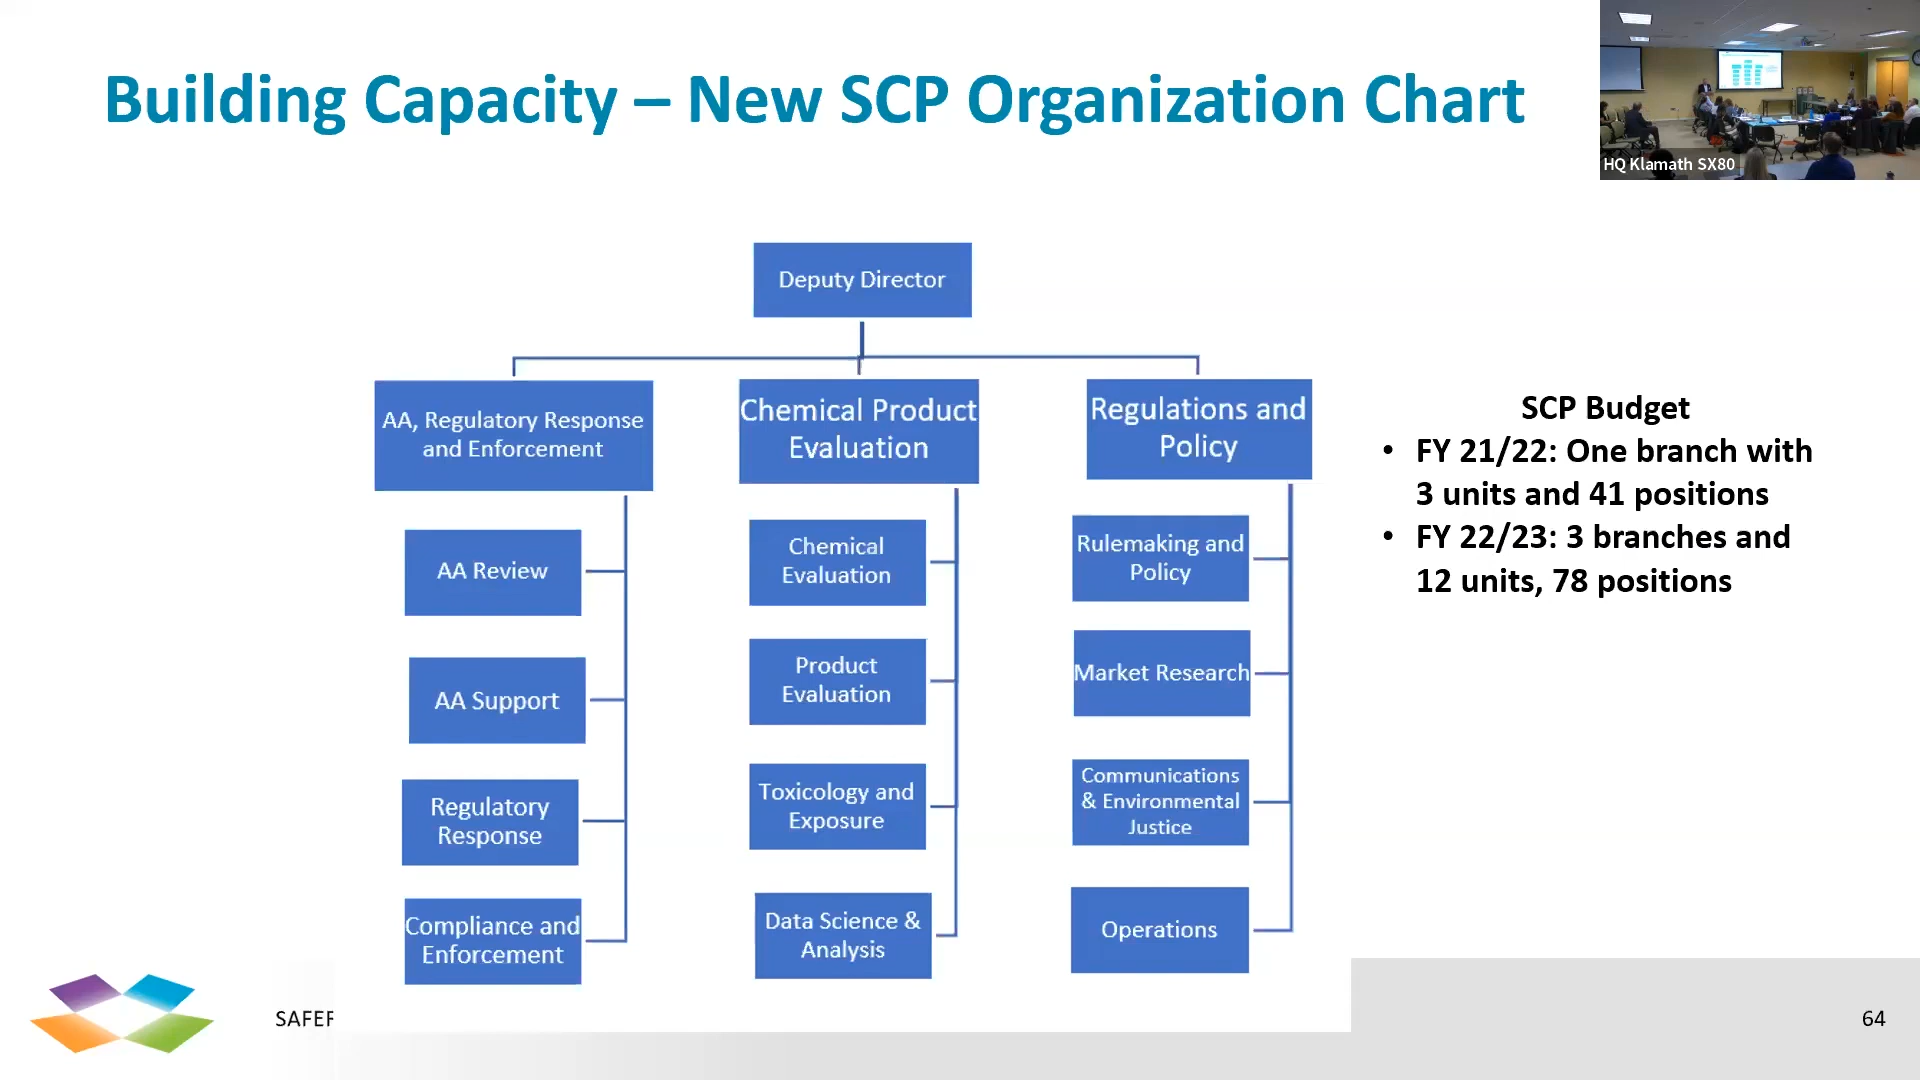 Building Capacity – New SCP Organization Chart
HQ Klamath SX80
Deputy Director
AA, Regulatory Response
and Enforcement
AA Review
AA Support
Regulatory
Response
Compliance and
Enforcement
Chemical Product
Evaluation
Chemical
Evaluation
Product
Evaluation
Toxicology and
Exposure
Data Science &
Analysis
Regulations and
Policy
Rulemaking and
Policy
Market Research
Communications
& Environmental
Justice
Operations
SCP Budget
• FY 21/22: One branch with
3 units and 41 positions
• FY 22/23: 3 branches and
12 units, 78 positions
SAFER
64